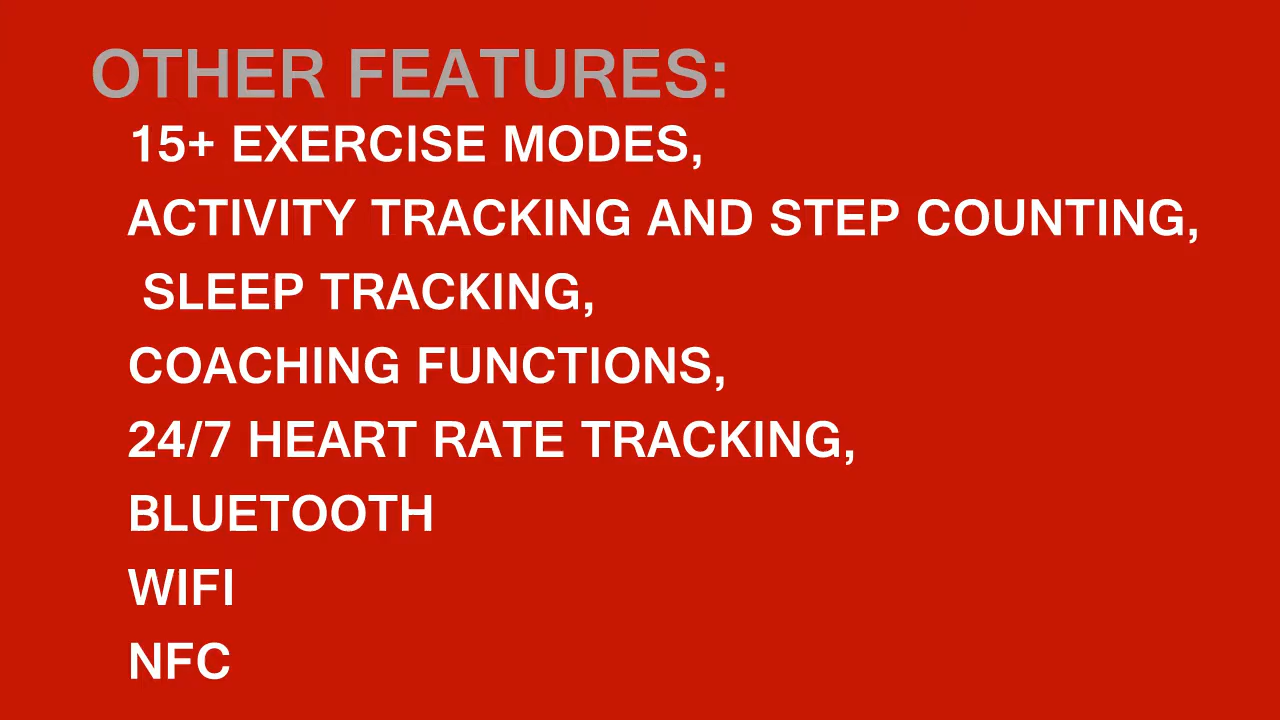 OTHER FEATURES:
15+ EXERCISE MODES,
ACTIVITY TRACKING AND STEP COUNTING,
SLEEP TRACKING,
COACHING FUNCTIONS,
24/7 HEART RATE TRACKING,
BLUETOOTH
WIFI
NFC